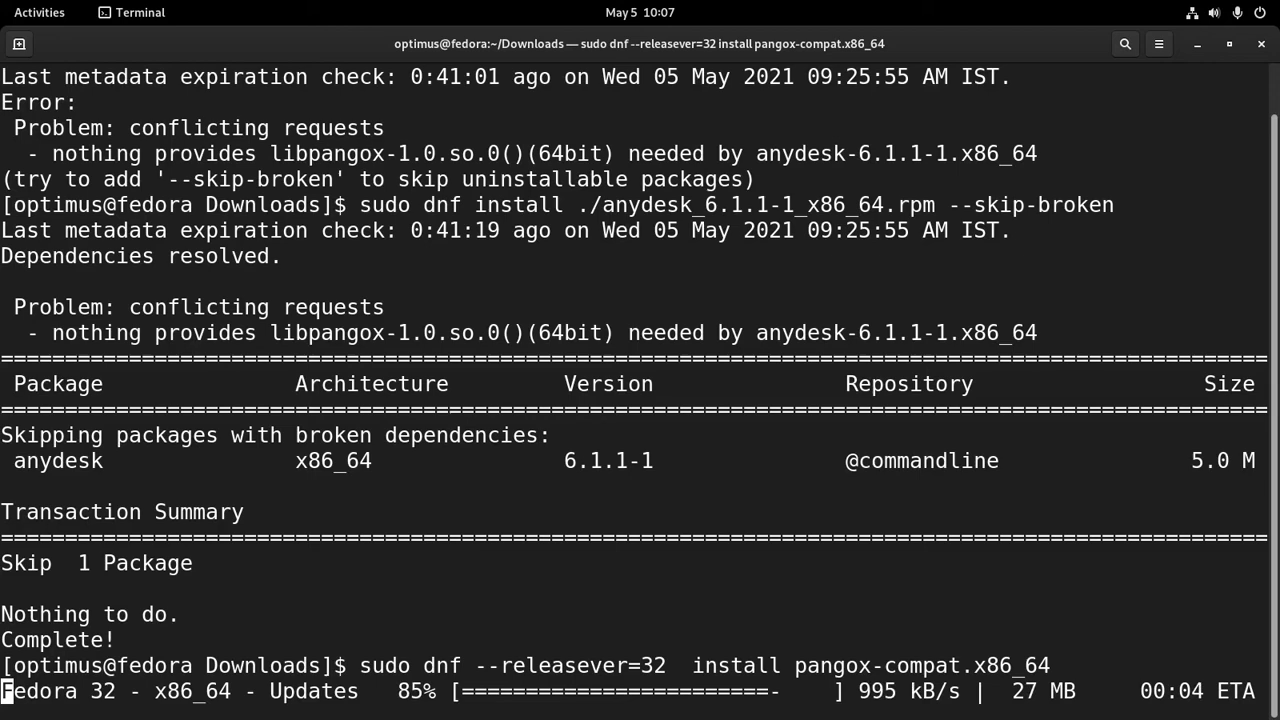 Activities Terminal May 5 10:07
optimus@fedora:~/Downloads — sudo dnf --releasever=32 install pangox-compat.x86_64
Last metadata expiration check: 0:41:01 ago on Wed 05 May 2021 09:25:55 AM IST.
Error:
 Problem: conflicting requests
  - nothing provides libpangox-1.0.so.0()(64bit) needed by anydesk-6.1.1-1.x86_64
(try to add '--skip-broken' to skip uninstallable packages)
[optimus@fedora Downloads]$ sudo dnf install ./anydesk_6.1.1-1_x86_64.rpm --skip-broken
Last metadata expiration check: 0:41:19 ago on Wed 05 May 2021 09:25:55 AM IST.
Dependencies resolved.
 Problem: conflicting requests
  - nothing provides libpangox-1.0.so.0()(64bit) needed by anydesk-6.1.1-1.x86_64
===================================================================================================
 Package               Architecture         Version               Repository                  Size
===================================================================================================
Skipping packages with broken dependencies:
 anydesk               x86_64               6.1.1-1               @commandline               5.0 M
Transaction Summary
===================================================================================================
Skip  1 Package
Nothing to do.
Complete!
[optimus@fedora Downloads]$ sudo dnf --releasever=32  install pangox-compat.x86_64
Fedora 32 - x86_64 - Updates   85% [========================-     ] 995 kB/s |  27 MB     00:04 ETA